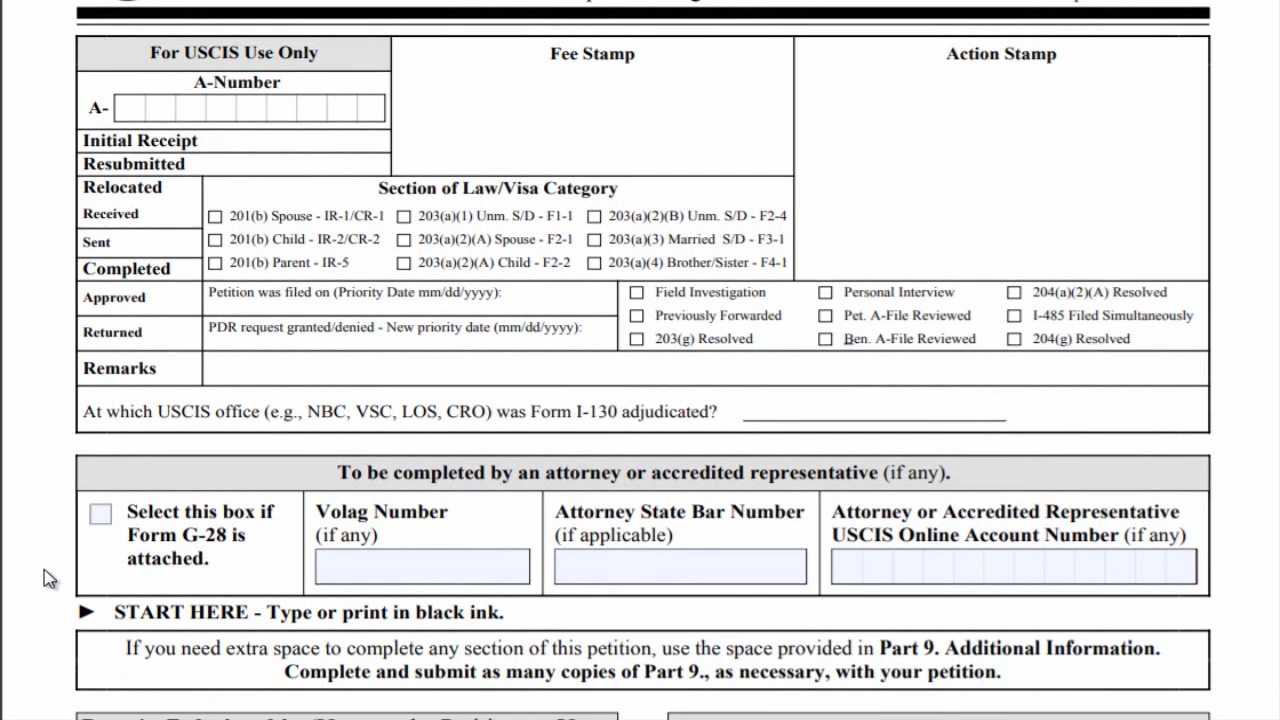 For USCIS Use Only
Fee Stamp
Action Stamp
A-Number
A-
Initial Receipt
Resubmitted
Relocated
Section of Law/Visa Category
Received
201(b) Spouse - IR-1/CR-1
203(a)(1) Unm. S/D - F1-1
203(a)(2)(B) Unm. S/D - F2-4
Sent
201(b) Child - IR-2/CR-2
203(a)(2)(A) Spouse - F2-1
203(a)(3) Married S/D - F3-1
Completed
201(b) Parent - IR-5
203(a)(2)(A) Child - F2-2
203(a)(4) Brother/Sister - F4-1
Approved
Petition was filed on (Priority Date mm/dd/yyyy):
Field Investigation
Personal Interview
204(a)(2)(A) Resolved
Previously Forwarded
Pet. A-File Reviewed
I-485 Filed Simultaneously
Returned
PDR request granted/denied - New priority date (mm/dd/yyyy):
203(g) Resolved
Ben. A-File Reviewed
204(g) Resolved
Remarks
At which USCIS office (e.g., NBC, VSC, LOS, CRO) was Form I-130 adjudicated?
To be completed by an attorney or accredited representative (if any).
Select this box if
Form G-28 is
attached.
Volag Number
(if any)
Attorney State Bar Number
(if applicable)
Attorney or Accredited Representative
USCIS Online Account Number (if any)
► START HERE - Type or print in black ink.
If you need extra space to complete any section of this petition, use the space provided in Part 9. Additional Information.
Complete and submit as many copies of Part 9., as necessary, with your petition.